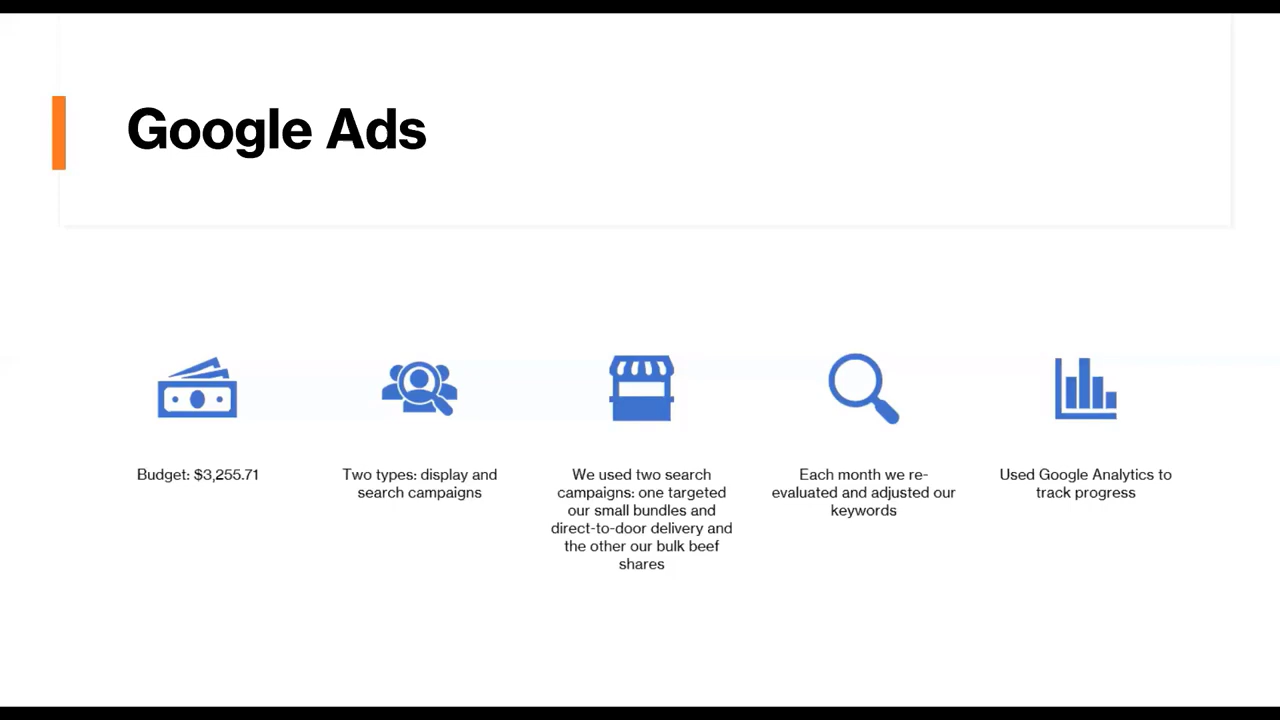 Google Ads
Budget: $3,255.71
Two types: display and
search campaigns
We used two search
campaigns: one targeted
our small bundles and
direct-to-door delivery and
the other our bulk beef
shares
Each month we re-
evaluated and adjusted our
keywords
Used Google Analytics to
track progress